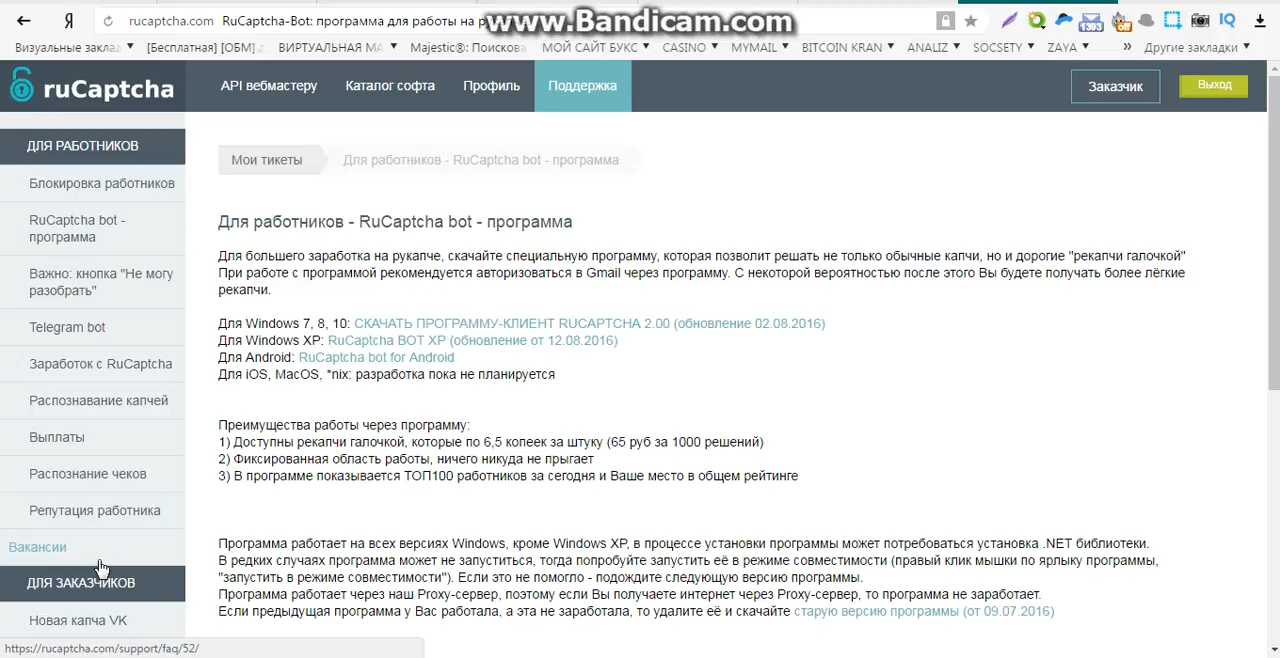 rucaptcha.com RuCaptcha-Bot: программа для работы на
www.Bandicam.com
1393
off
IQ
Визуальные заклад
[Бесплатная] [ОБМ]
ВИРТУАЛЬНАЯ МА
Majestic®: Поискова
МОЙ САЙТ БУКС
CASINO
MYMAIL
BITCOIN KRAN
ANALIZ
SOCSETY
ZAYA
»
Другие закладки
ruCaptcha
API вебмастеру
Каталог софта
Профиль
Поддержка
Заказчик
Выход
ДЛЯ РАБОТНИКОВ
Блокировка работников
RuCaptcha bot -
программа
Важно: кнопка "Не могу
разобрать"
Telegram bot
Заработок с RuCaptcha
Распознавание капчей
Выплаты
Распознание чеков
Репутация работника
Вакансии
ДЛЯ ЗАКАЗЧИКОВ
Новая капча VK
https://rucaptcha.com/support/faq/52/
Мои тикеты
Для работников - RuCaptcha bot - программа
Для работников - RuCaptcha bot - программа
Для большего заработка на рукапче, скачайте специальную программу, которая позволит решать не только обычные капчи, но и дорогие "рекапчи галочкой"
При работе с программой рекомендуется авторизоваться в Gmail через программу. С некоторой вероятностью после этого Вы будете получать более лёгкие
рекапчи.
Для Windows 7, 8, 10: СКАЧАТЬ ПРОГРАММУ-КЛИЕНТ RUCAPTCHA 2.00 (обновление 02.08.2016)
Для Windows XP: RuCaptcha BOT XP (обновление от 12.08.2016)
Для Android: RuCaptcha bot for Android
Для iOS, MacOS, *nix: разработка пока не планируется
Преимущества работы через программу:
1) Доступны рекапчи галочкой, которые по 6,5 копеек за штуку (65 руб за 1000 решений)
2) Фиксированная область работы, ничего никуда не прыгает
3) В программе показывается ТОП100 работников за сегодня и Ваше место в общем рейтинге
Программа работает на всех версиях Windows, кроме Windows XP, в процессе установки программы может потребоваться установка .NET библиотеки.
В редких случаях программа может не запуститься, тогда попробуйте запустить её в режиме совместимости (правый клик мышки по ярлыку программы,
"запустить в режиме совместимости"). Если это не помогло - подождите следующую версию программы.
Программа работает через наш Proxy-сервер, поэтому если Вы получаете интернет через Proxy-сервер, то программа не заработает.
Если предыдущая программа у Вас работала, а эта не заработала, то удалите её и скачайте старую версию программы (от 09.07.2016)